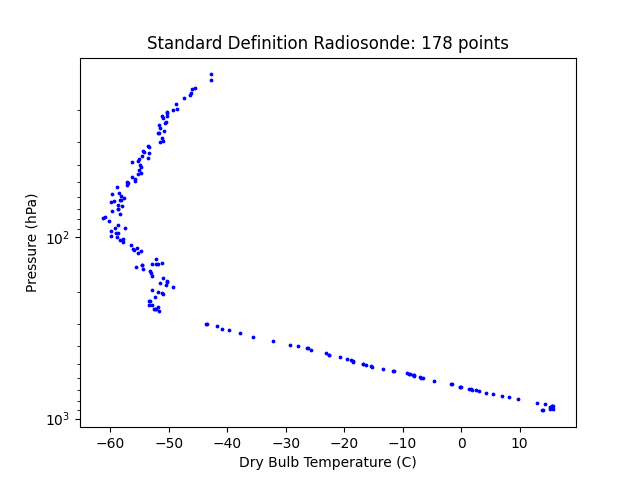 Standard Definition Radiosonde: 178 points
Pressure (hPa)
10²
10³
−60 −50 −40 −30 −20 −10 0 10
Dry Bulb Temperature (C)